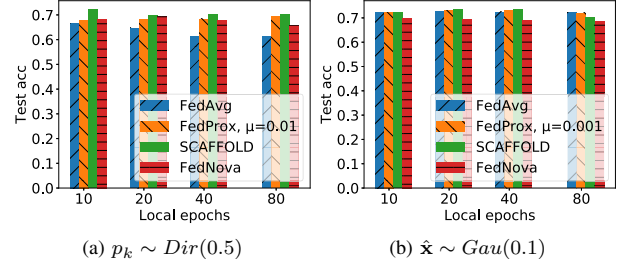 0.7
0.6
0.5
0.4
0.3
0.2
0.1
0.0
Test acc
FedAvg
FedProx, μ=0.01
SCAFFOLD
FedNova
10 20 40 80
Local epochs
(a) p_k ∼ Dir(0.5)
0.7
0.6
0.5
0.4
0.3
0.2
0.1
0.0
Test acc
FedAvg
FedProx, μ=0.001
SCAFFOLD
FedNova
10 20 40 80
Local epochs
(b) x̂ ∼ Gau(0.1)